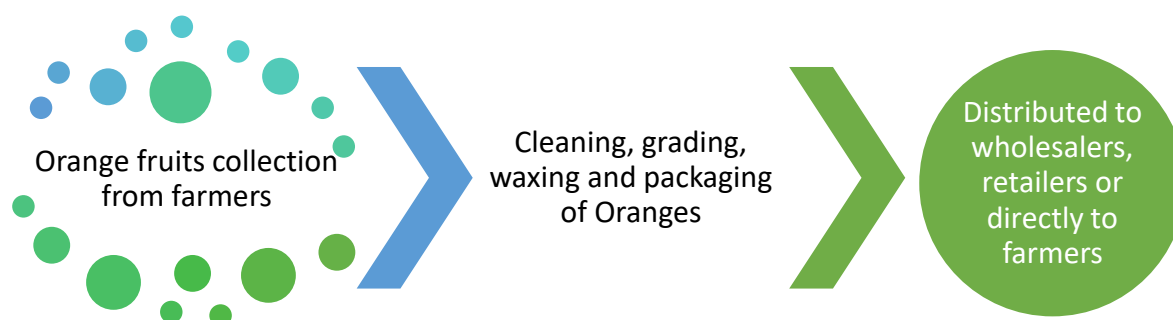 Orange fruits collection
from farmers
Cleaning, grading,
waxing and packaging
of Oranges
Distributed to
wholesalers,
retailers or
directly to
farmers